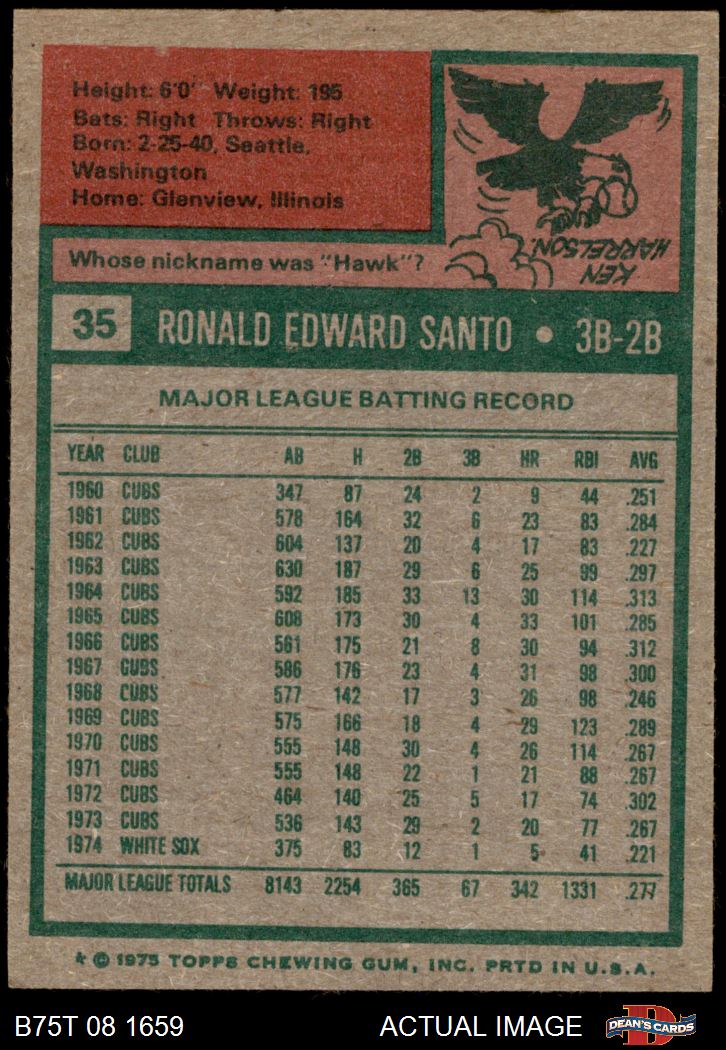 Height: 6'0" Weight: 195
Bats: Right Throws: Right
Born: 2-25-40, Seattle,
Washington
Home: Glenview, Illinois
Whose nickname was "Hawk"?
KEN
HARRELSON!
35 RONALD EDWARD SANTO • 3B-2B
MAJOR LEAGUE BATTING RECORD
YEAR CLUB AB H 2B 3B HR RBI AVG
1960 CUBS 347 87 24 2 9 44 .251
1961 CUBS 578 164 32 6 23 83 .284
1962 CUBS 604 137 20 4 17 83 .227
1963 CUBS 630 187 29 6 25 99 .297
1964 CUBS 592 185 33 13 30 114 .313
1965 CUBS 608 173 30 4 33 101 .285
1966 CUBS 561 175 21 8 30 94 .312
1967 CUBS 586 176 23 4 31 98 .300
1968 CUBS 577 142 17 3 26 98 .246
1969 CUBS 575 166 18 4 29 123 .289
1970 CUBS 555 148 30 4 26 114 .267
1971 CUBS 555 148 22 1 21 88 .267
1972 CUBS 464 140 25 5 17 74 .302
1973 CUBS 536 143 29 2 20 77 .267
1974 WHITE SOX 375 83 12 1 5 41 .221
MAJOR LEAGUE TOTALS 8143 2254 365 67 342 1331 .277
* © 1975 TOPPS CHEWING GUM, INC. PRTD IN U.S.A.
B75T 08 1659 ACTUAL IMAGE D DEAN'S CARDS